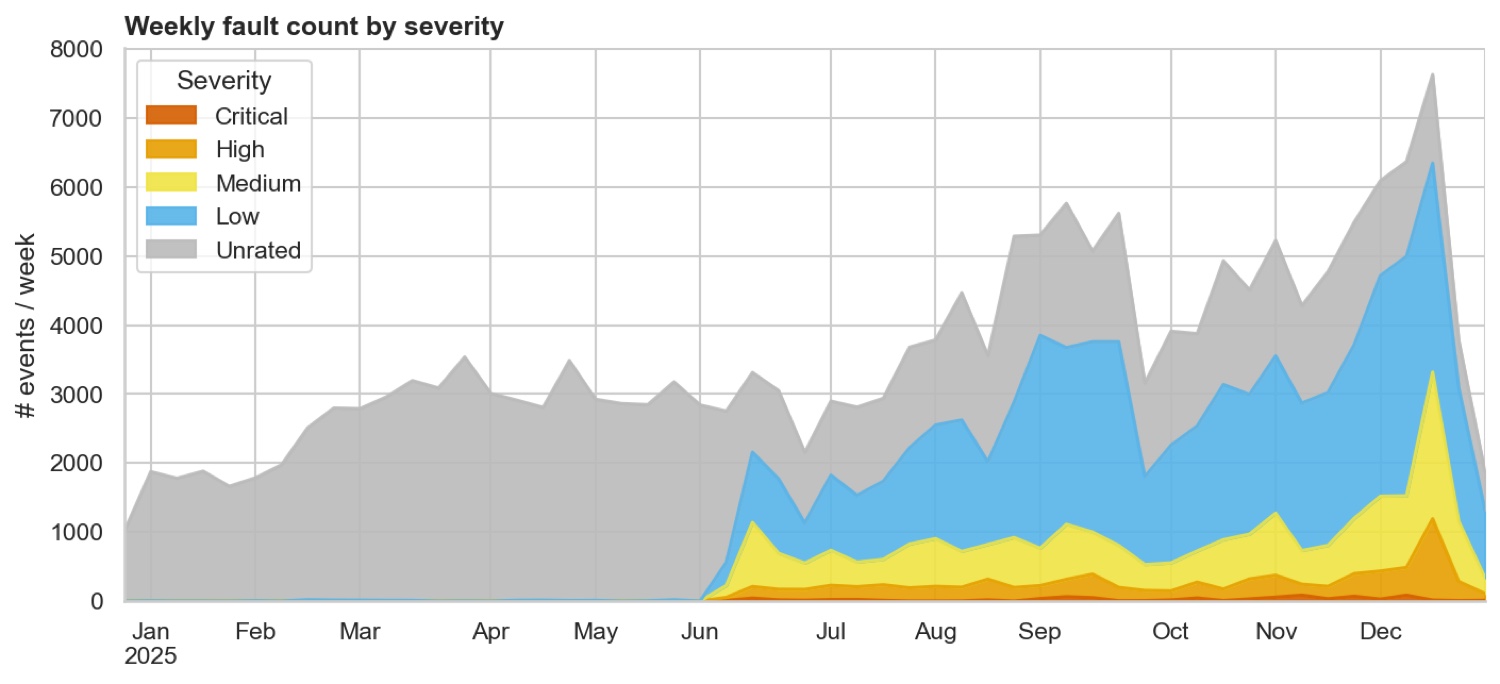 Weekly fault count by severity
8000
7000
6000
5000
4000
3000
2000
1000
0
# events / week
Severity
Critical
High
Medium
Low
Unrated
Jan Feb Mar Apr May Jun Jul Aug Sep Oct Nov Dec
2025